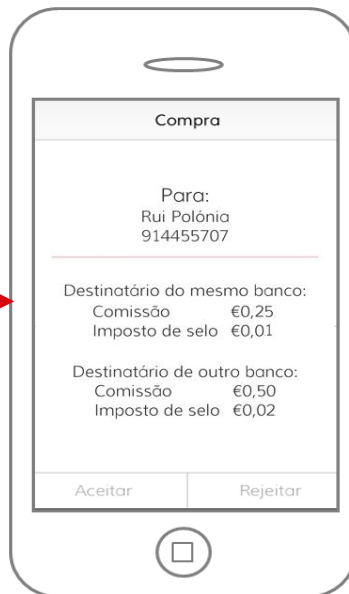 Compra
Para:
Rui Polónia
914455707
Destinatário do mesmo banco:
Comissão €0,25
Imposto de selo €0,01
Destinatário de outro banco:
Comissão €0,50
Imposto de selo €0,02
Aceitar Rejeitar